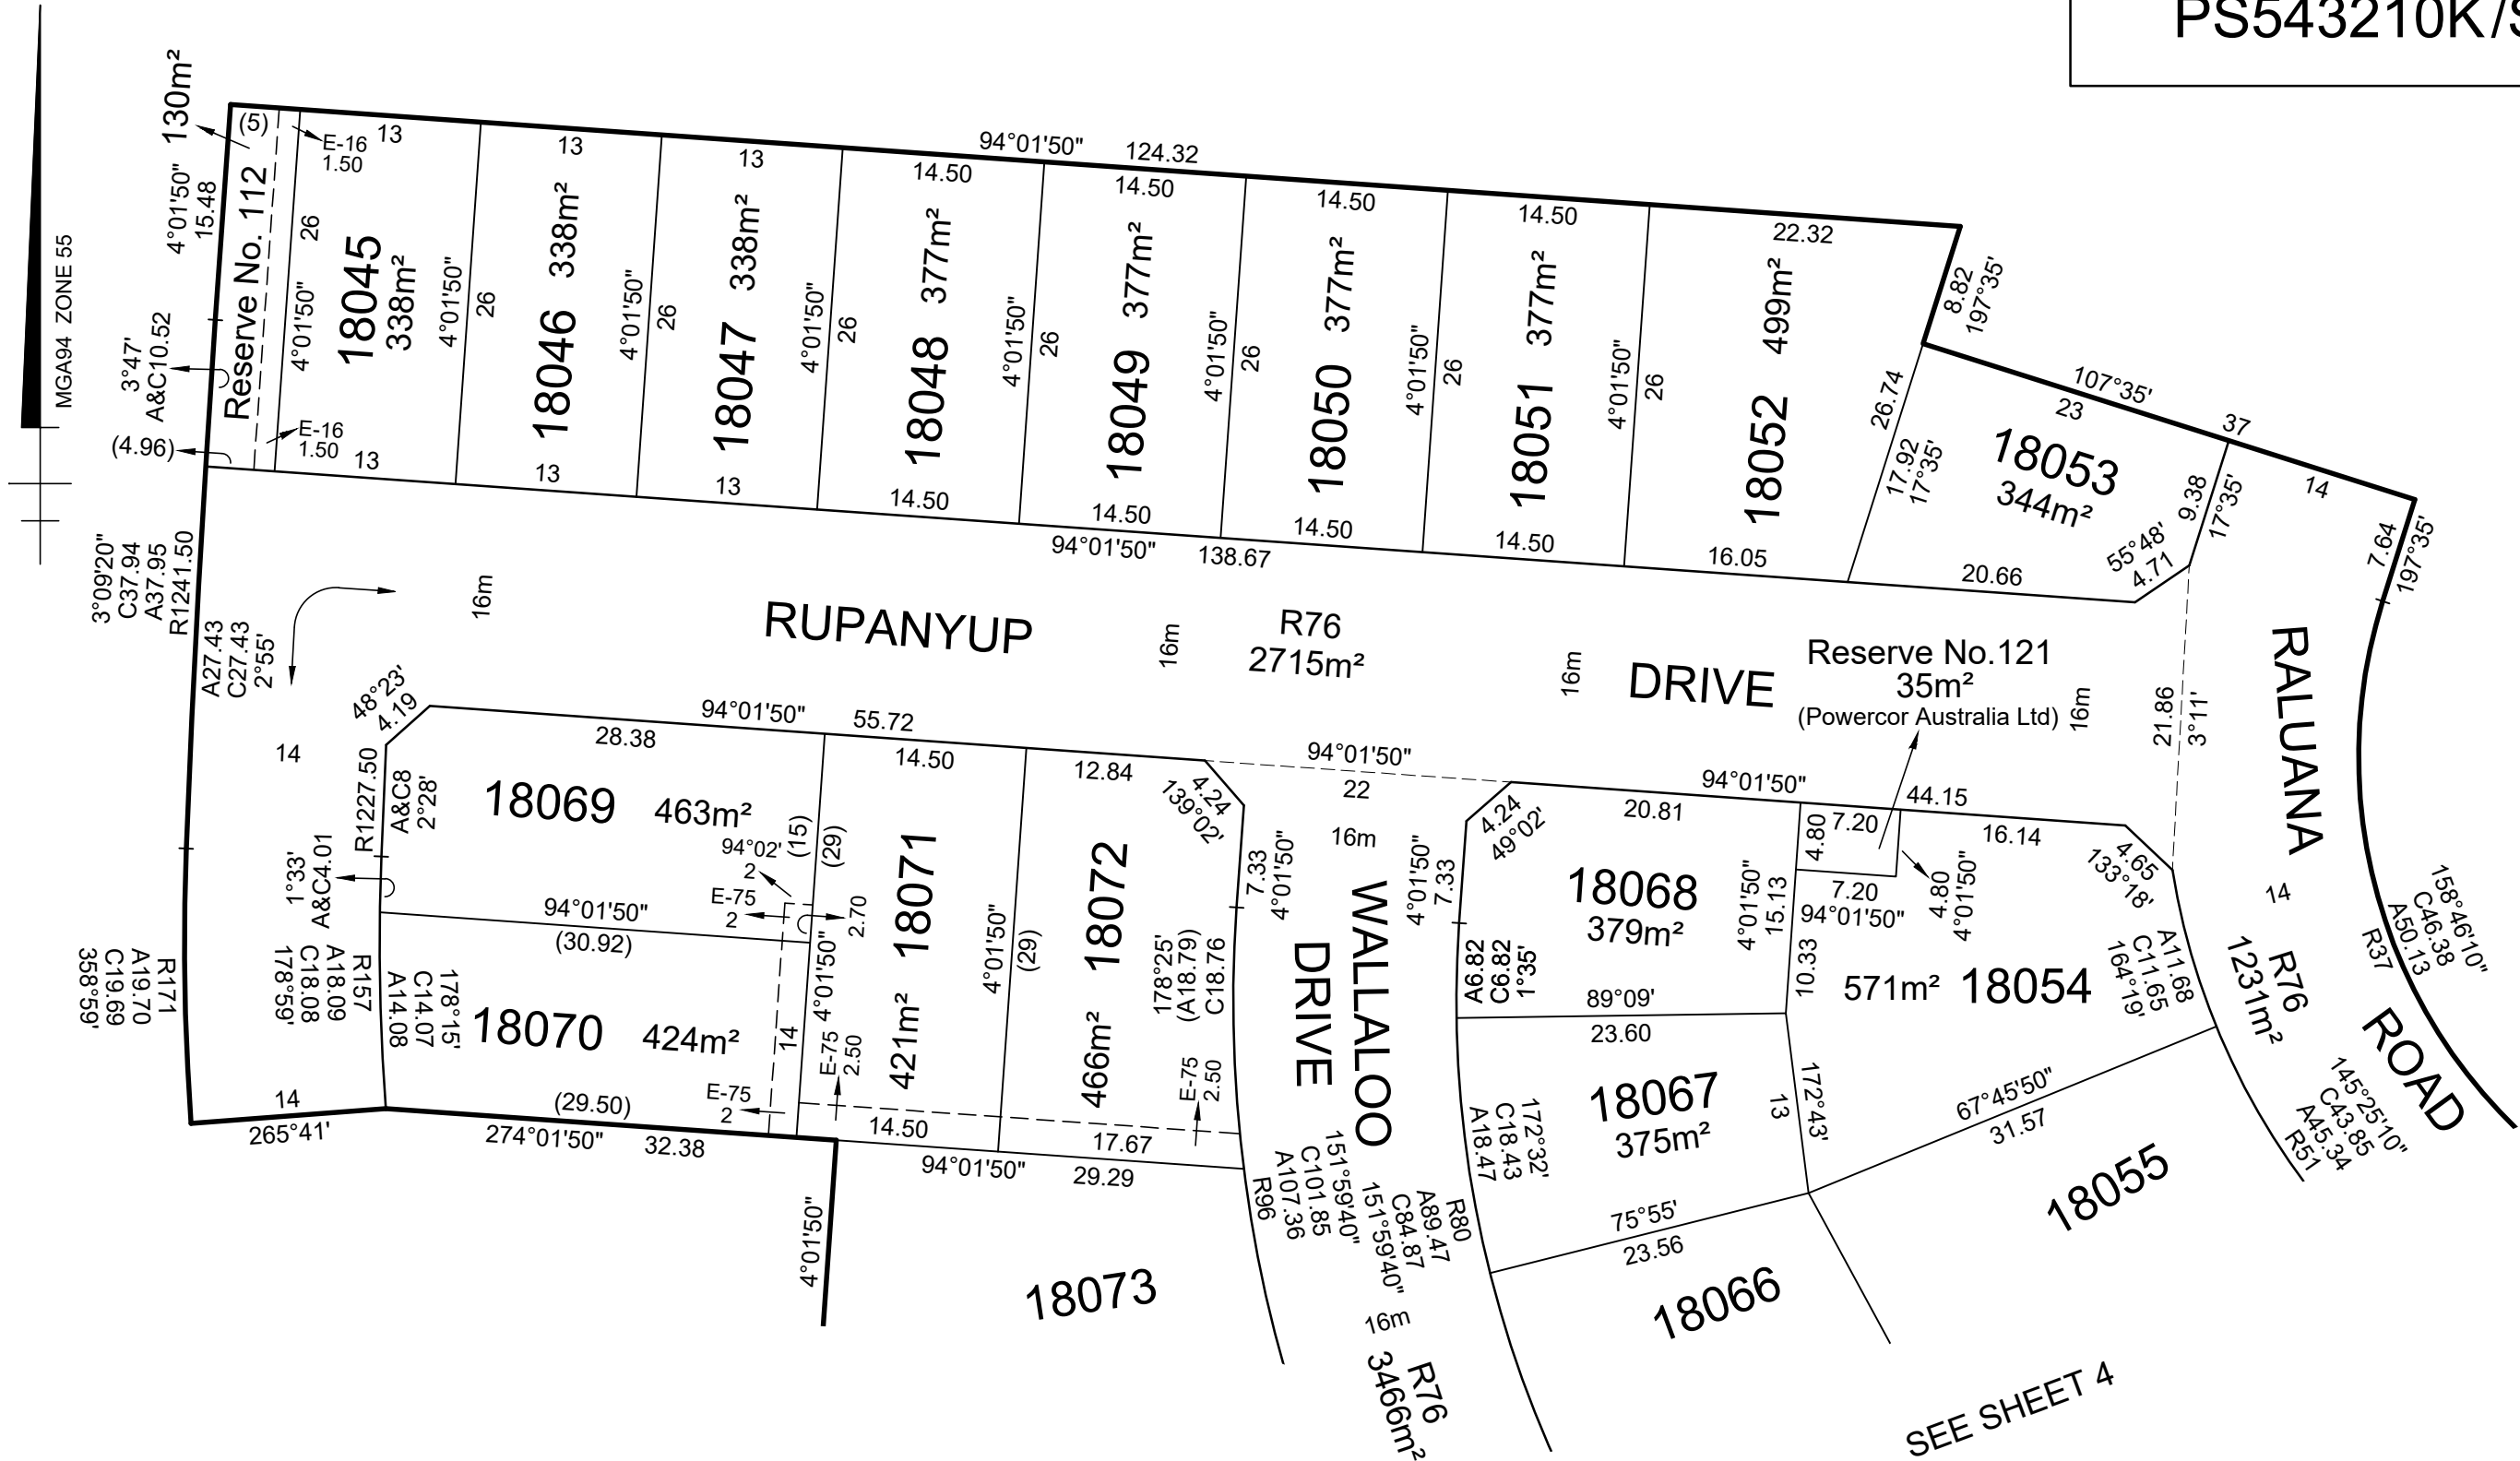 PS543210K/S
MGA94 ZONE 55
130m²
(5)
E-16
1.50
4°01'50"
15.48
Reserve No. 112
3°47'
A&C10.52
(4.96)
E-16
1.50
94°01'50" 124.32
13
26
4°01'50"
18045
338m²
13
13
4°01'50"
26
18046 338m²
13
13
4°01'50"
26
18047 338m²
13
14.50
4°01'50"
26
18048 377m²
14.50
14.50
4°01'50"
26
18049 377m²
14.50
14.50
4°01'50"
26
18050 377m²
14.50
14.50
4°01'50"
26
18051 377m²
14.50
22.32
4°01'50"
26
18052 499m²
16.05
8.82
197°35'
26.74
17.92
17°35'
107°35'
23
37
14
18053
344m²
9.38
17°35'
55°48'
4.71
20.66
7.64
197°35'
94°01'50" 138.67
3°09'20"
C37.94
A37.95
R1241.50
A27.43
C27.43
2°55'
16m
RUPANYUP
16m
R76
2715m²
16m
DRIVE
Reserve No.121
35m²
(Powercor Australia Ltd)
16m
21.86
3°11'
RALUANA
48°23'
4.19
94°01'50" 55.72
28.38
14.50
12.84
94°01'50"
22
16m
94°01'50"
44.15
20.81
7.20
16.14
14
R1227.50
A&C8
2°28'
18069 463m²
94°02'
2
(15)
(29)
E-75
2
2.70
1°33'
A&C4.01
94°01'50"
(30.92)
18071
421m²
4°01'50"
4°01'50"
(29)
18072
466m²
4.24
139°02'
7.33
4°01'50"
178°25'
(A18.79)
C18.76
WALLALOO
DRIVE
4.24
49°02'
4°01'50"
7.33
18068
379m²
4.80
4°01'50"
15.13
7.20
94°01'50"
4.80
4°01'50"
4.65
133°18'
10.33
571m² 18054
A11.68
C11.65
164°19'
14
R76
1231m²
158°46'10"
C46.38
A50.13
R37
ROAD
R171
A19.70
C19.69
358°59'
R157
A18.09
C18.08
178°59'
178°15'
C14.07
A14.08
18070 424m²
14
E-75
2.50
E-75
2
E-75
2.50
A6.82
C6.82
1°35'
89°09'
23.60
18067
375m²
13
172°43'
172°32'
C18.43
A18.47
67°45'50"
31.57
145°25'10"
C43.85
A45.34
R51
14
265°41'
(29.50)
274°01'50" 32.38
14.50
17.67
94°01'50" 29.29
4°01'50"
151°59'40"
C101.85
A107.36
R96
R80
A89.47
C84.87
151°59'40"
75°55'
23.56
18055
18073
16m
R76
3466m²
18066
SEE SHEET 4